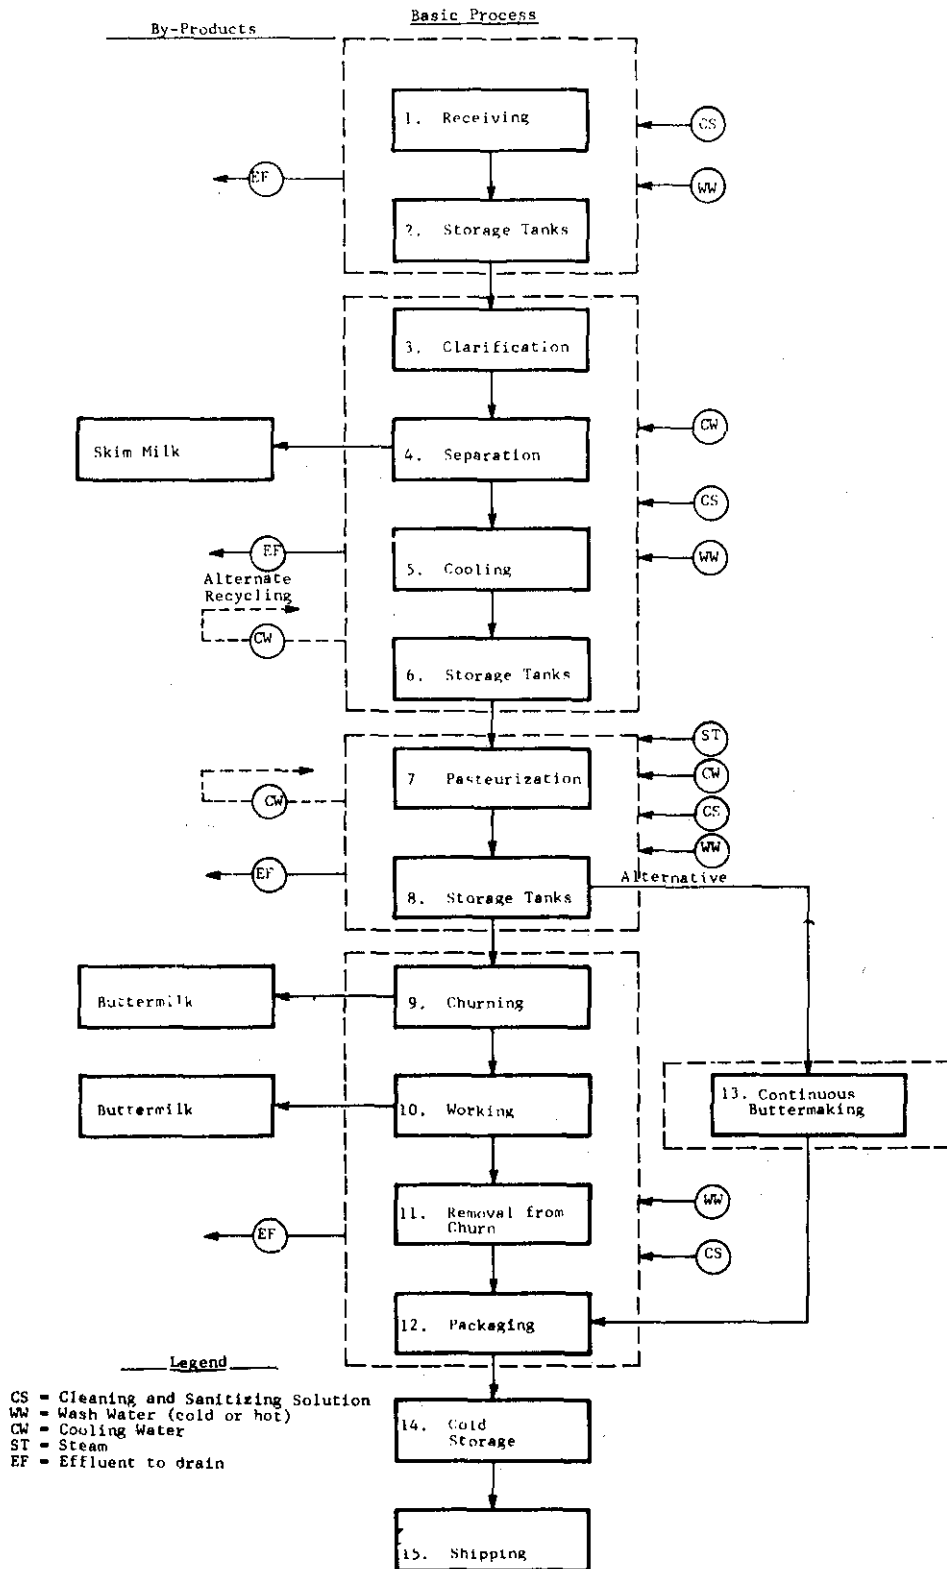 Basic Process
By-Products
1. Receiving
CS
EF
WW
2. Storage Tanks
3. Clarification
CW
Skim Milk
4. Separation
CS
EF
WW
5. Cooling
Alternate
Recycling
CW
6. Storage Tanks
ST
7 Pasteurization
CW
CW
CS
WW
EF
Alternative
8. Storage Tanks
Buttermilk
9. Churning
13. Continuous
Buttermaking
Buttermilk
10. Working
WW
11. Removal from
Churn
EF
CS
12. Packaging
Legend
CS = Cleaning and Sanitizing Solution
WW = Wash Water (cold or hot)
CW = Cooling Water
ST = Steam
EF = Effluent to drain
14. Cold
Storage
15. Shipping